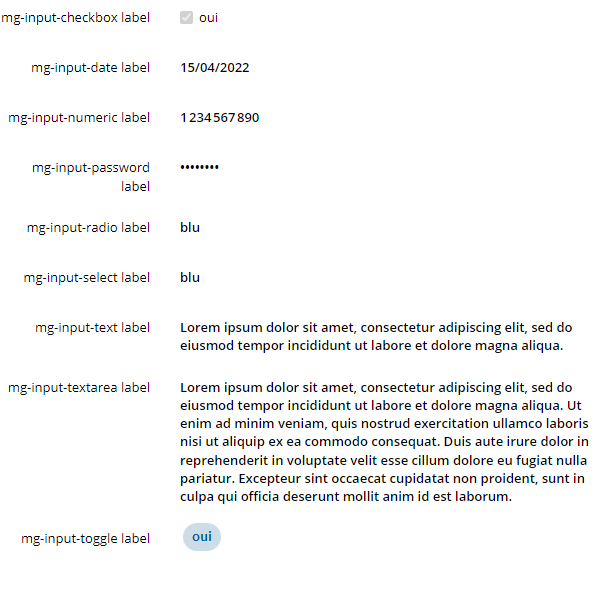 mg-input-checkbox label oui
mg-input-date label 15/04/2022
mg-input-numeric label 1 234 567 890
mg-input-password ••••••••
label
mg-input-radio label blu
mg-input-select label blu
mg-input-text label Lorem ipsum dolor sit amet, consectetur adipiscing elit, sed do
eiusmod tempor incididunt ut labore et dolore magna aliqua.
mg-input-textarea label Lorem ipsum dolor sit amet, consectetur adipiscing elit, sed do
eiusmod tempor incididunt ut labore et dolore magna aliqua. Ut
enim ad minim veniam, quis nostrud exercitation ullamco laboris
nisi ut aliquip ex ea commodo consequat. Duis aute irure dolor in
reprehenderit in voluptate velit esse cillum dolore eu fugiat nulla
pariatur. Excepteur sint occaecat cupidatat non proident, sunt in
culpa qui officia deserunt mollit anim id est laborum.
mg-input-toggle label oui